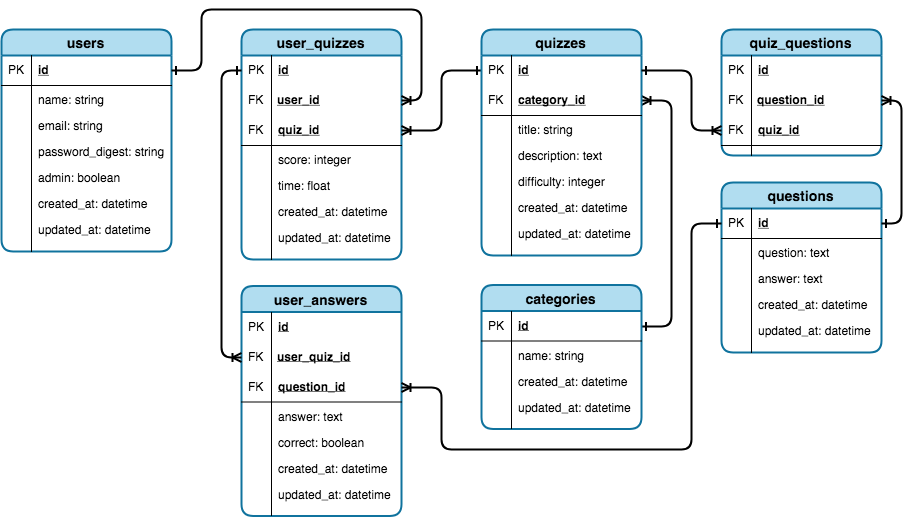 users
PK id
name: string
email: string
password_digest: string
admin: boolean
created_at: datetime
updated_at: datetime
user_quizzes
PK id
FK user_id
FK quiz_id
score: integer
time: float
created_at: datetime
updated_at: datetime
quizzes
PK id
FK category_id
title: string
description: text
difficulty: integer
created_at: datetime
updated_at: datetime
quiz_questions
PK id
FK question_id
FK quiz_id
questions
PK id
question: text
answer: text
created_at: datetime
updated_at: datetime
user_answers
PK id
FK user_quiz_id
FK question_id
answer: text
correct: boolean
created_at: datetime
updated_at: datetime
categories
PK id
name: string
created_at: datetime
updated_at: datetime